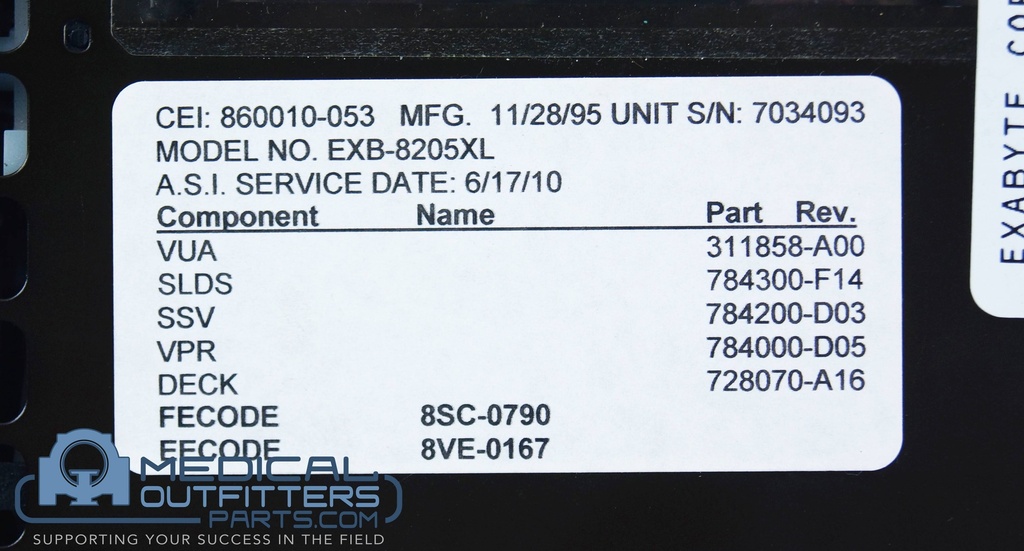 CEI: 860010-053 MFG. 11/28/95 UNIT S/N: 7034093
MODEL NO. EXB-8205XL
A.S.I. SERVICE DATE: 6/17/10
Component Name Part Rev.
VUA 311858-A00
SLDS 784300-F14
SSV 784200-D03
VPR 784000-D05
DECK 728070-A16
FECODE 8SC-0790
EECODE 8VE-0167
EXABYTE
MEDICAL
OUTFITTERS
PARTS.COM
SUPPORTING YOUR SUCCESS IN THE FIELD